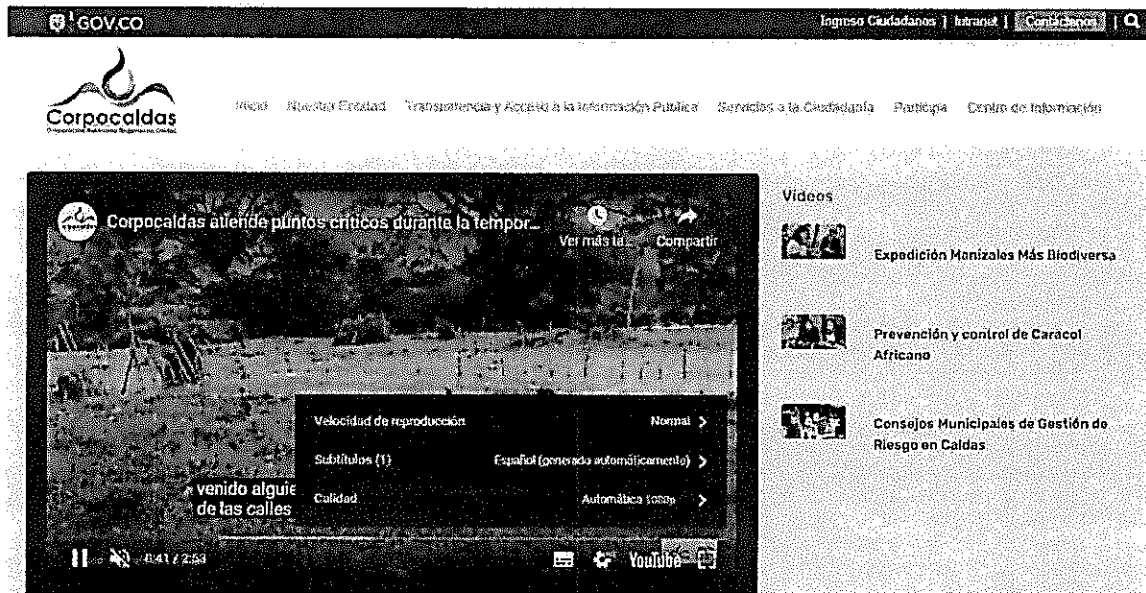 GOV.CO
Ingreso Ciudadanos | Intranet | Contáctenos |
Corpocaldas
Inicio Nuestra Entidad Transparencia y Acceso a la Información Pública Servicios a la Ciudadanía Participa Centro de Información
Corpocaldas atiende puntos críticos durante la tempor...
Ver más ta... Compartir
Velocidad de reproducción Normal
Subtítulos (1) Español (generado automáticamente)
Calidad Automática 1080p
venido alguie
de las calles
0:41 / 2:53
YouTube
Videos
Expedición Manizales Más Biodiversa
Prevención y control de Caracol
Africano
Consejos Municipales de Gestión de
Riesgo en Caldas